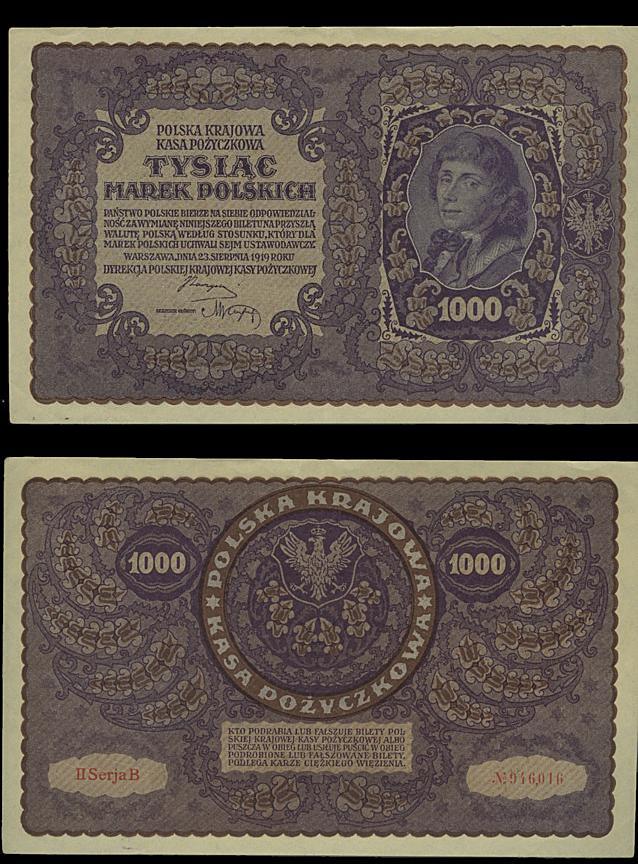 POLSKA KRAJOWA
KASA POŻYCZKOWA
TYSIĄC
MAREK POLSKICH
PAŃSTWO POLSKIE BIERZE NA SIEBIE ODPOWIEDZIAL-
NOŚĆ ZA WYMIANĘ NINIEJSZEGO BILETU NA PRZYSZŁĄ
WALUTĘ POLSKĄ WEDŁUG STOSUNKU, KTÓRY DLA
MAREK POLSKICH UCHWALI SEJM USTAWODAWCZY.
WARSZAWA, DNIA 23. SIERPNIA 1919 ROKU
DYREKCJA POLSKIEJ KRAJOWEJ KASY POŻYCZKOWEJ
1000
POLSKA KRAJOWA
KASA POŻYCZKOWA
1000
1000
KTO PODRABIA LUB FAŁSZUJE BILETY POL-
SKIEJ KRAJOWEJ KASY POŻYCZKOWEJ ALBO
PUSZCZA W OBIEG LUB USIŁUJE PUŚCIĆ W OBIEG
PODROBIONE LUB FAŁSZOWANE BILETY,
PODLEGA KARZE CIĘŻKIEGO WIĘZIENIA.
II Serja B
№ 946,016